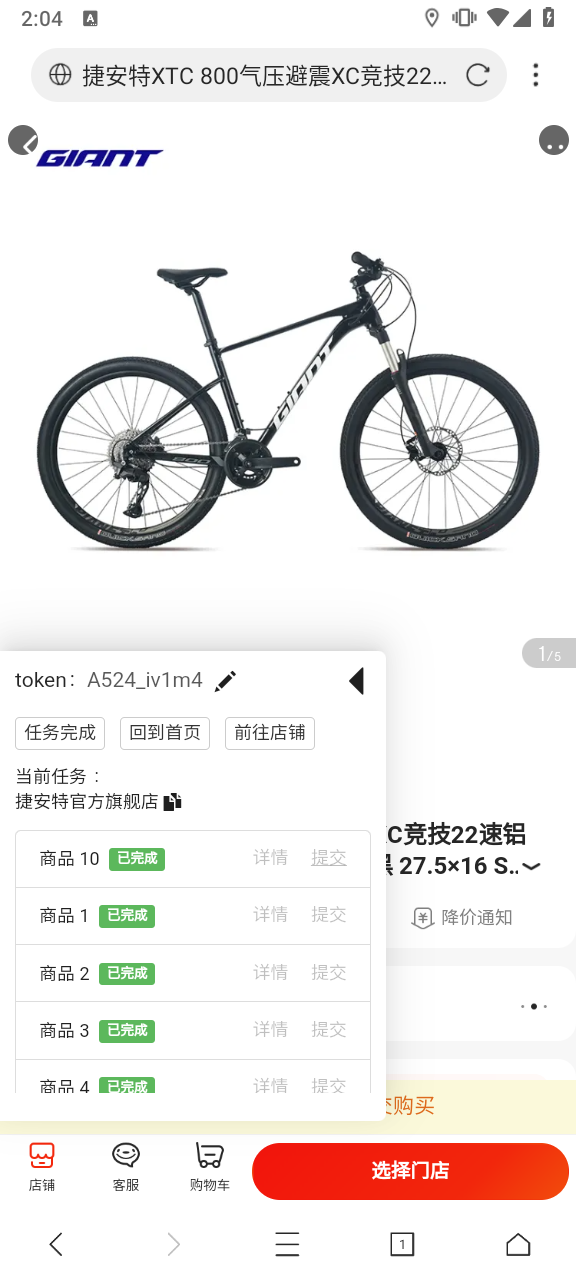 2:04
A
捷安特XTC 800气压避震XC竞技22...
GIANT
GIANT
1/5
token: A524_iv1m4
任务完成
回到首页
前往店铺
当前任务：
捷安特官方旗舰店
商品 10 已完成 详情 提交
商品 1 已完成 详情 提交
商品 2 已完成 详情 提交
商品 3 已完成 详情 提交
商品 4 已完成 详情 提交
C竞技22速铝
27.5×16 S..
降价通知
购买
店铺
客服
购物车
选择门店
1